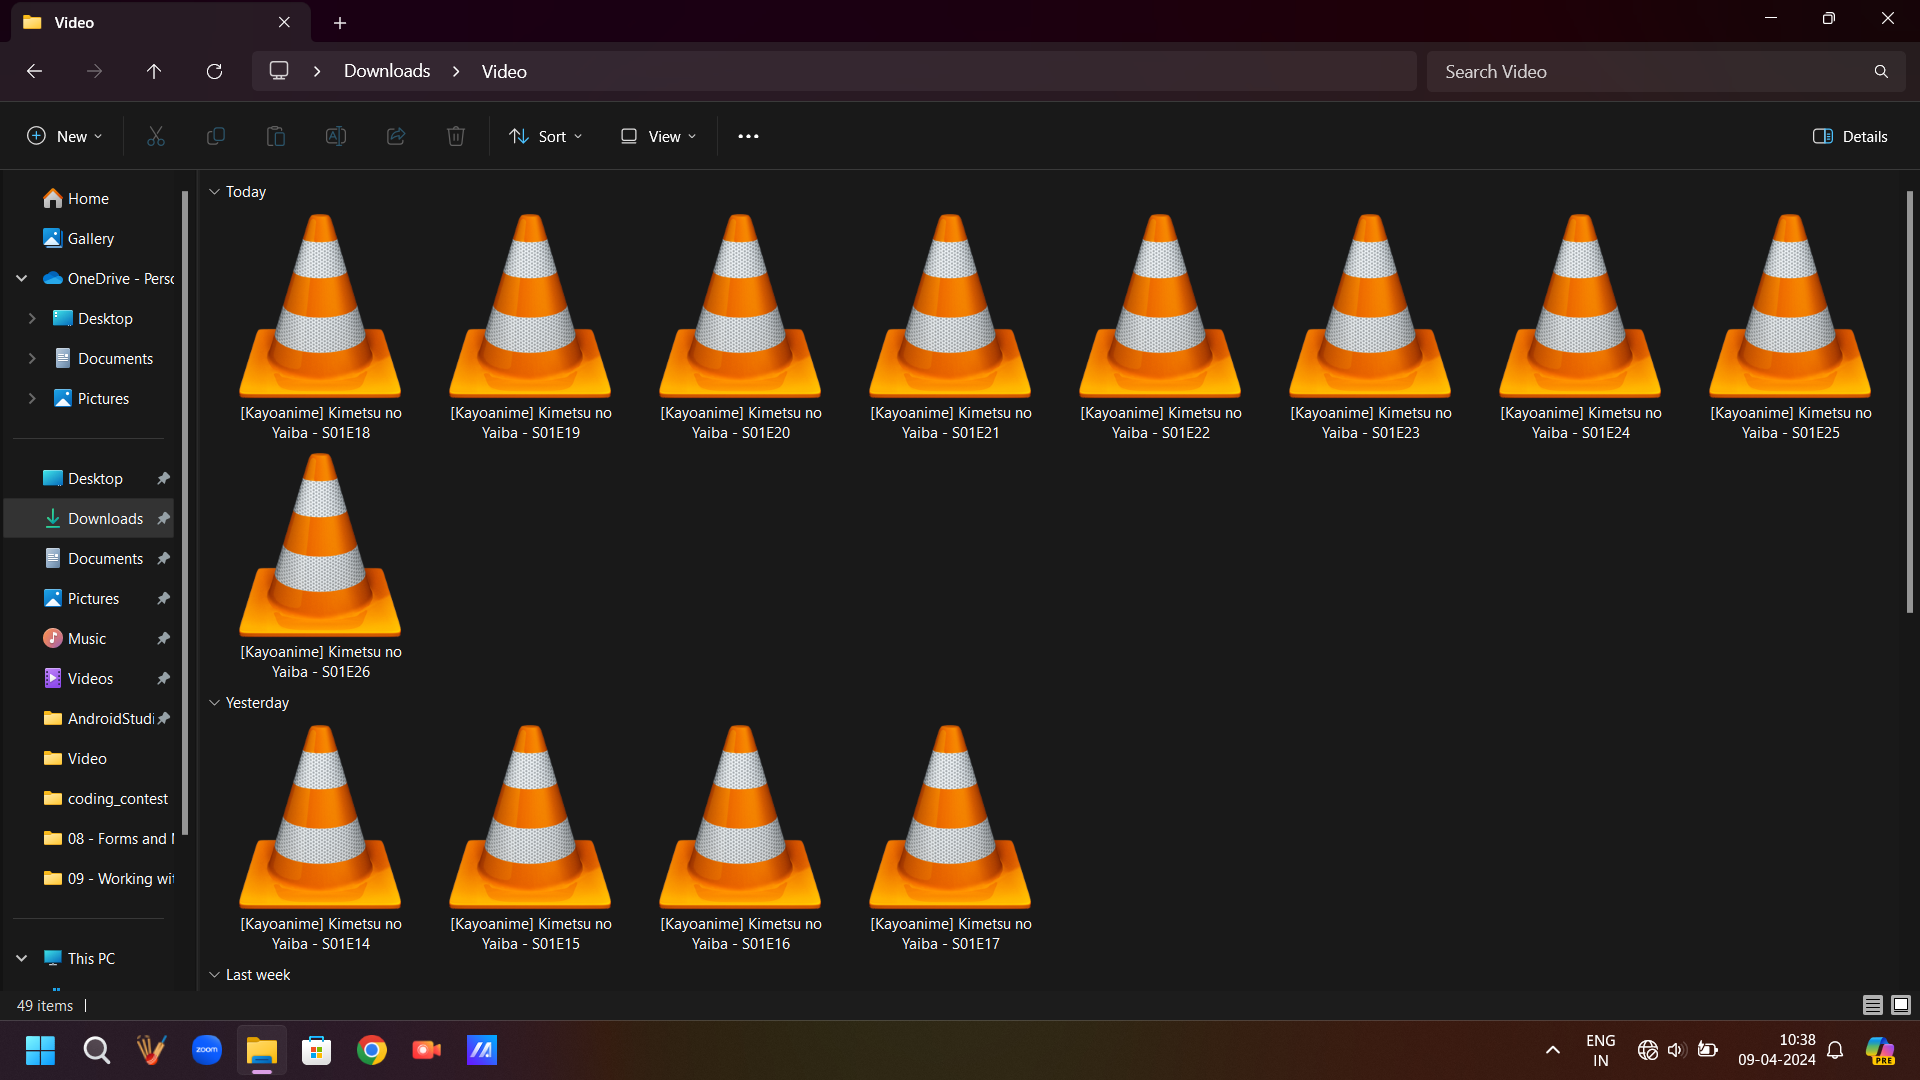 Video
Downloads
Video
Search Video
New
Sort
View
Details
Home
Gallery
OneDrive - Perso
Desktop
Documents
Pictures
Desktop
Downloads
Documents
Pictures
Music
Videos
AndroidStudi
Video
coding_contest
08 - Forms and
09 - Working wit
This PC
Today
[Kayoanime] Kimetsu no
Yaiba - S01E18
[Kayoanime] Kimetsu no
Yaiba - S01E19
[Kayoanime] Kimetsu no
Yaiba - S01E20
[Kayoanime] Kimetsu no
Yaiba - S01E21
[Kayoanime] Kimetsu no
Yaiba - S01E22
[Kayoanime] Kimetsu no
Yaiba - S01E23
[Kayoanime] Kimetsu no
Yaiba - S01E24
[Kayoanime] Kimetsu no
Yaiba - S01E25
[Kayoanime] Kimetsu no
Yaiba - S01E26
Yesterday
[Kayoanime] Kimetsu no
Yaiba - S01E14
[Kayoanime] Kimetsu no
Yaiba - S01E15
[Kayoanime] Kimetsu no
Yaiba - S01E16
[Kayoanime] Kimetsu no
Yaiba - S01E17
Last week
49 items
zoom
ENG
IN
10:38
09-04-2024
PRE